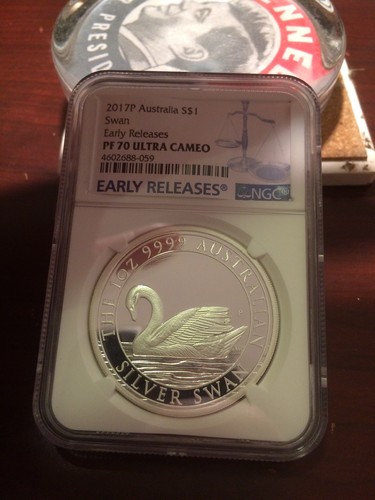 PRESID
NNE
2017P Australia S$1
Swan
Early Releases
PF 70 ULTRA CAMEO
4602688-059
EARLY RELEASES®
NGC
THE 1OZ 9999 AUSTRALIAN
SILVER SWAN